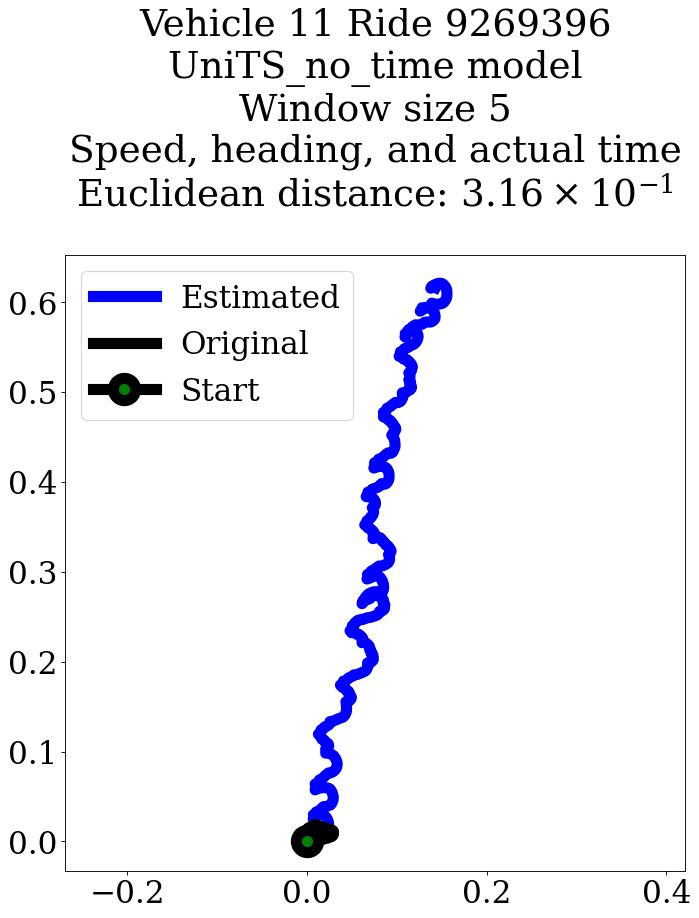 Vehicle 11 Ride 9269396
UniTS_no_time model
Window size 5
Speed, heading, and actual time
Euclidean distance: 3.16 × 10⁻¹
Estimated
Original
Start
0.6
0.5
0.4
0.3
0.2
0.1
0.0
−0.2 0.0 0.2 0.4